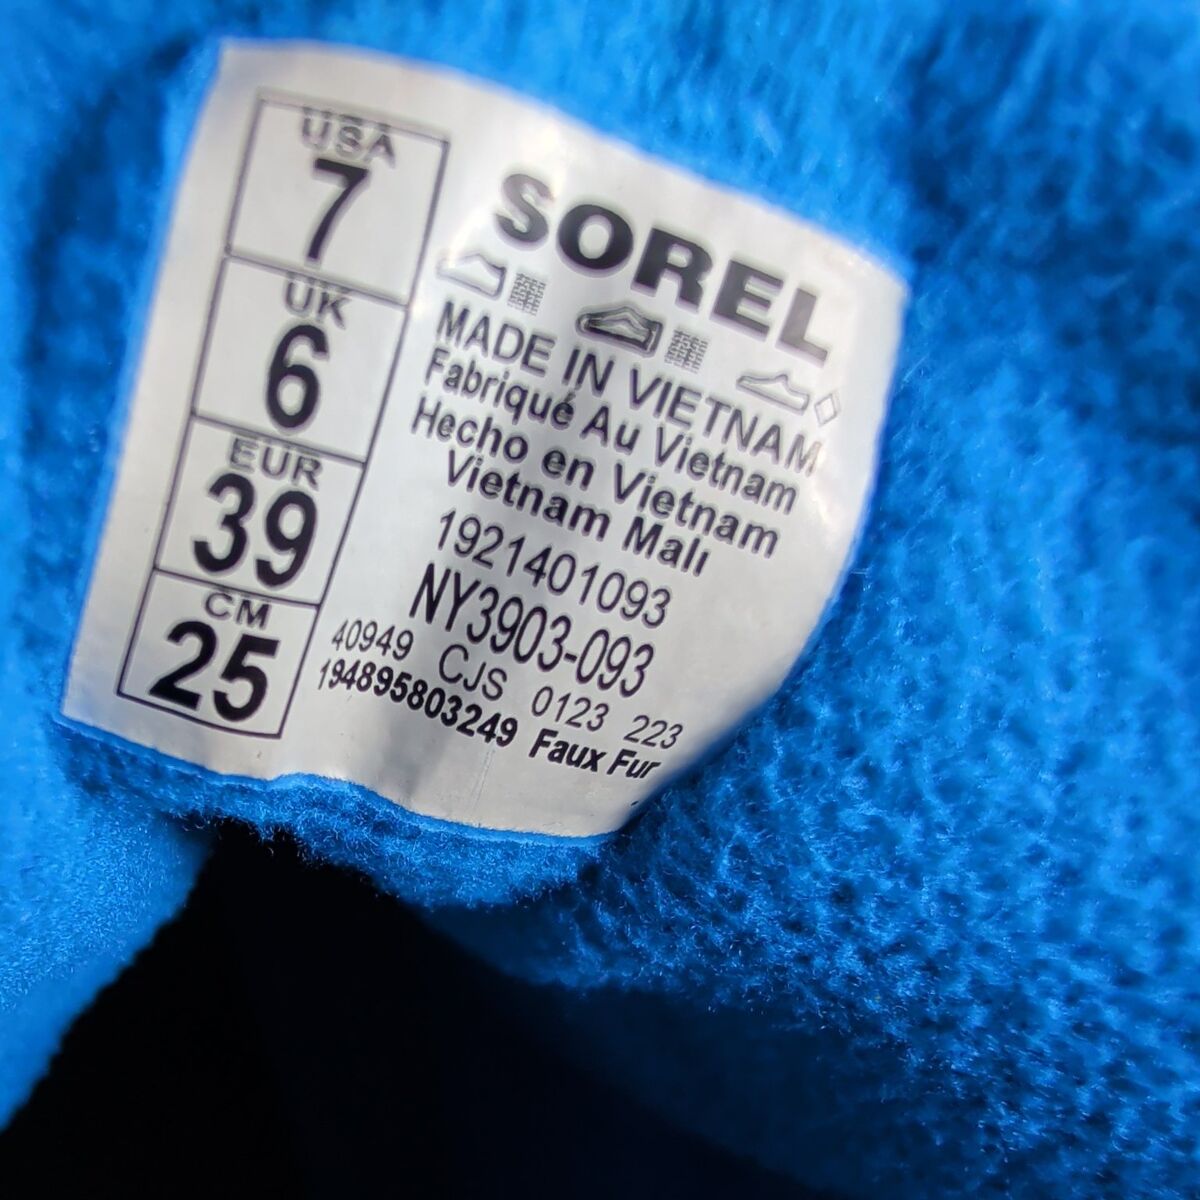 USA
7
UK
6
EUR
39
CM
25
SOREL
MADE IN VIETNAM
Fabriqué Au Vietnam
Hecho en Vietnam
Vietnam Malı
1921401093
NY3903-093
40949 CJS 0123 223
194895803249 Faux Fur